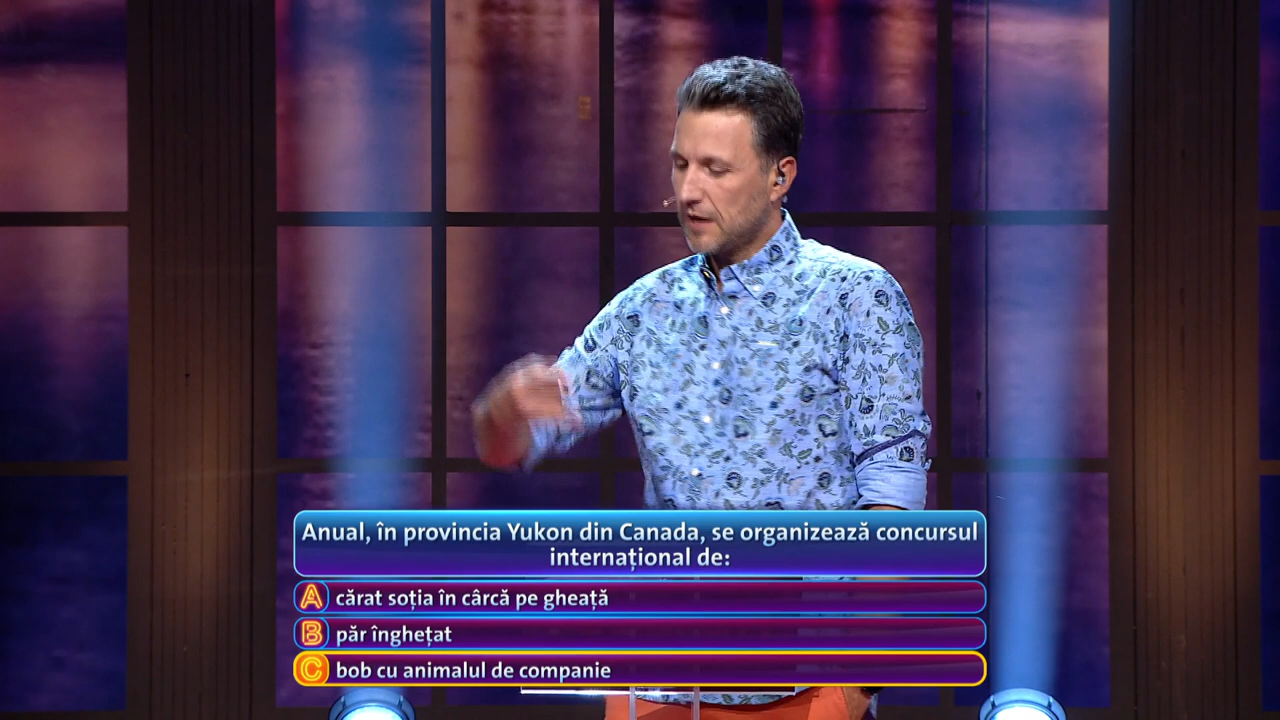 Anual, în provincia Yukon din Canada, se organizează concursul
internațional de:
A cărat soția în cârcă pe gheață
B păr înghețat
C bob cu animalul de companie